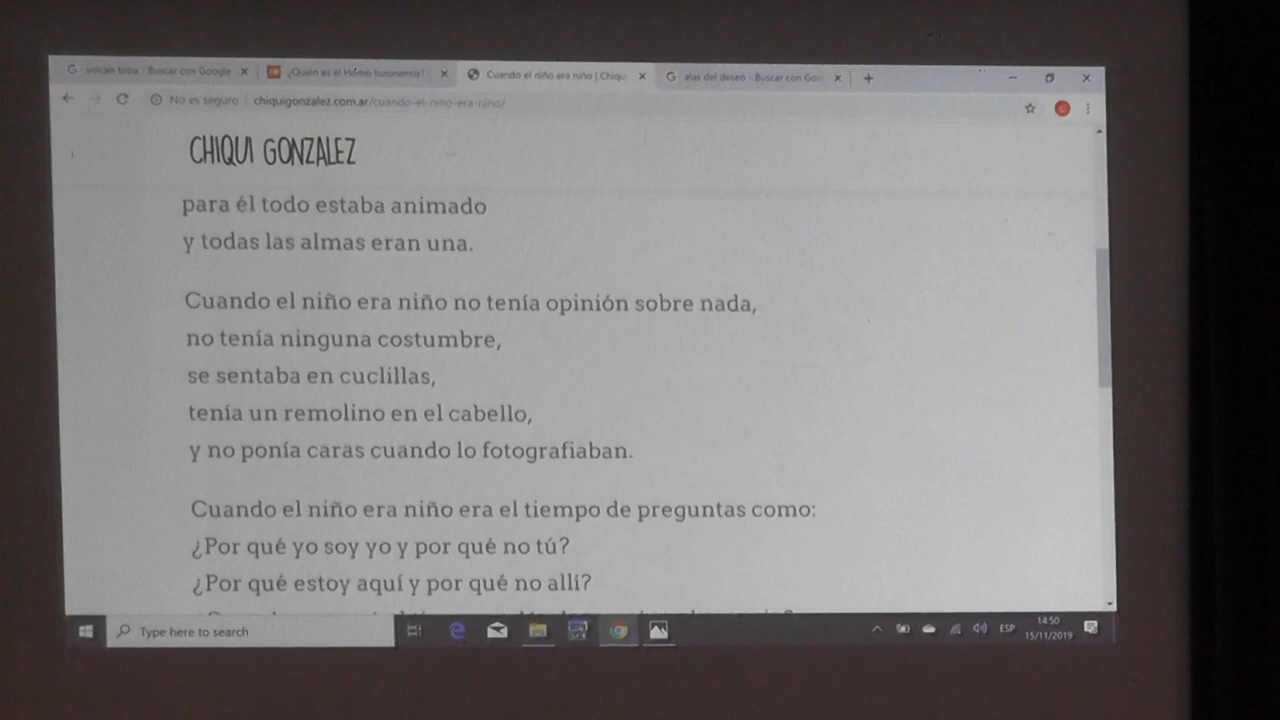 volcan toba - Buscar con Google
¿Quién es el Homo luzonensis?
Cuando el niño era niño | Chiqu
alas del deseo - Buscar con Goo
No es seguro
chiquigonzalez.com.ar/cuando-el-nino-era-nino/
CHIQUI GONZALEZ
para él todo estaba animado
y todas las almas eran una.
Cuando el niño era niño no tenía opinión sobre nada,
no tenía ninguna costumbre,
se sentaba en cuclillas,
tenía un remolino en el cabello,
y no ponía caras cuando lo fotografiaban.
Cuando el niño era niño era el tiempo de preguntas como:
¿Por qué yo soy yo y por qué no tú?
¿Por qué estoy aquí y por qué no allí?
Type here to search
ESP
14:50
15/11/2019